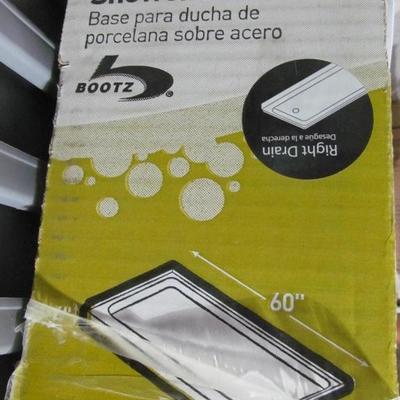 Base para ducha de
porcelana sobre acero
BOOTZ
Right Drain
Desagüe a la derecha
60"